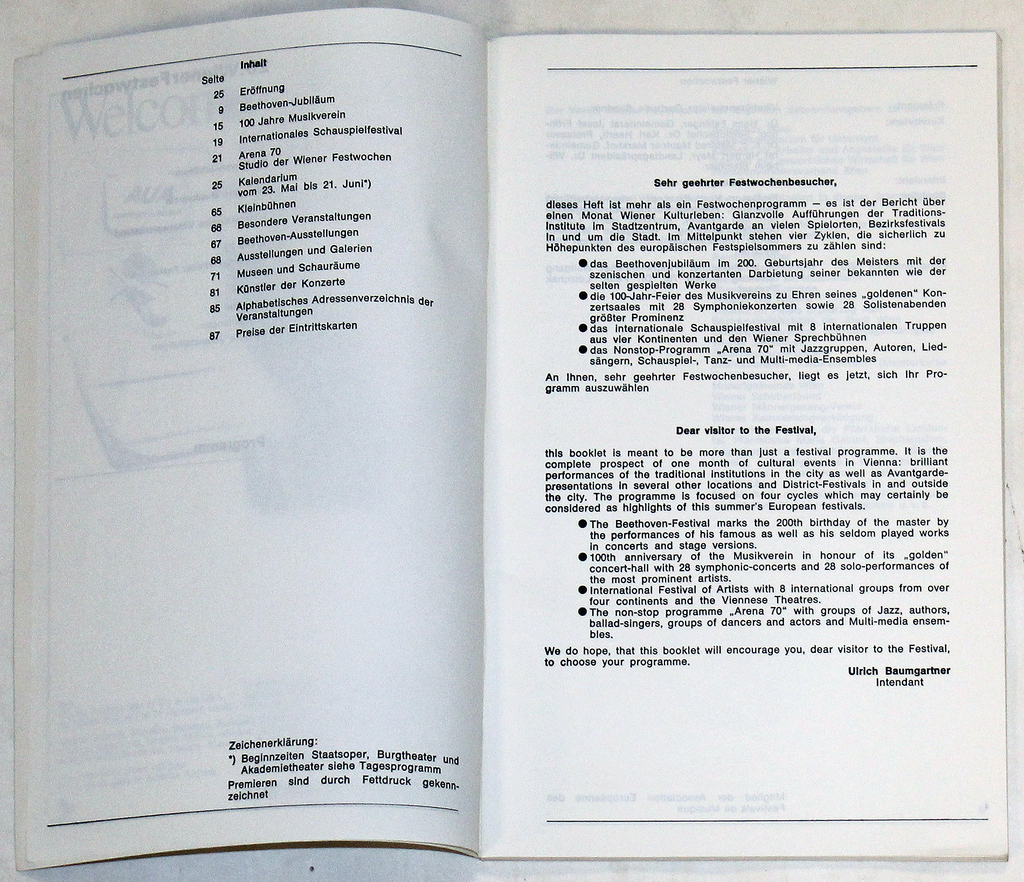 Inhalt
Seite
25 Eröffnung
9 Beethoven-Jubiläum
15 100 Jahre Musikverein
19 Internationales Schauspielfestival
21 Arena 70
Studio der Wiener Festwochen
25 Kalendarium
vom 23. Mai bis 21. Juni*)
65 Kleinbühnen
66 Besondere Veranstaltungen
67 Beethoven-Ausstellungen
68 Ausstellungen und Galerien
71 Museen und Schauräume
81 Künstler der Konzerte
85 Alphabetisches Adressenverzeichnis der
Veranstaltungen
87 Preise der Eintrittskarten
Zeichenerklärung:
*) Beginnzeiten Staatsoper, Burgtheater und
Akademietheater siehe Tagesprogramm
Premieren sind durch Fettdruck gekenn-
zeichnet
Sehr geehrter Festwochenbesucher,
dieses Heft ist mehr als ein Festwochenprogramm — es ist der Bericht über
einen Monat Wiener Kulturleben: Glanzvolle Aufführungen der Traditions-
Institute im Stadtzentrum, Avantgarde an vielen Spielorten, Bezirksfestivals
in und um die Stadt. Im Mittelpunkt stehen vier Zyklen, die sicherlich zu
Höhepunkten des europäischen Festspielsommers zu zählen sind:
● das Beethovenjubiläum im 200. Geburtsjahr des Meisters mit der
szenischen und konzertanten Darbietung seiner bekannten wie der
selten gespielten Werke
● die 100-Jahr-Feier des Musikvereins zu Ehren seines „goldenen" Kon-
zertsaales mit 28 Symphoniekonzerten sowie 28 Solistenabenden
größter Prominenz
● das internationale Schauspielfestival mit 8 internationalen Truppen
aus vier Kontinenten und den Wiener Sprechbühnen
● das Nonstop-Programm „Arena 70" mit Jazzgruppen, Autoren, Lied-
sängern, Schauspiel-, Tanz- und Multi-media-Ensembles
An Ihnen, sehr geehrter Festwochenbesucher, liegt es jetzt, sich Ihr Pro-
gramm auszuwählen
Dear visitor to the Festival,
this booklet is meant to be more than just a festival programme. It is the
complete prospect of one month of cultural events in Vienna: brilliant
performances of the traditional institutions in the city as well as Avantgarde-
presentations in several other locations and District-Festivals in and outside
the city. The programme is focused on four cycles which may certainly be
considered as highlights of this summer's European festivals.
● The Beethoven-Festival marks the 200th birthday of the master by
the performances of his famous as well as his seldom played works
in concerts and stage versions.
● 100th anniversary of the Musikverein in honour of its „golden"
concert-hall with 28 symphonic-concerts and 28 solo-performances of
the most prominent artists.
● International Festival of Artists with 8 international groups from over
four continents and the Viennese Theatres.
● The non-stop programme „Arena 70" with groups of Jazz, authors,
ballad-singers, groups of dancers and actors and Multi-media ensem-
bles.
We do hope, that this booklet will encourage you, dear visitor to the Festival,
to choose your programme.
Ulrich Baumgartner
Intendant